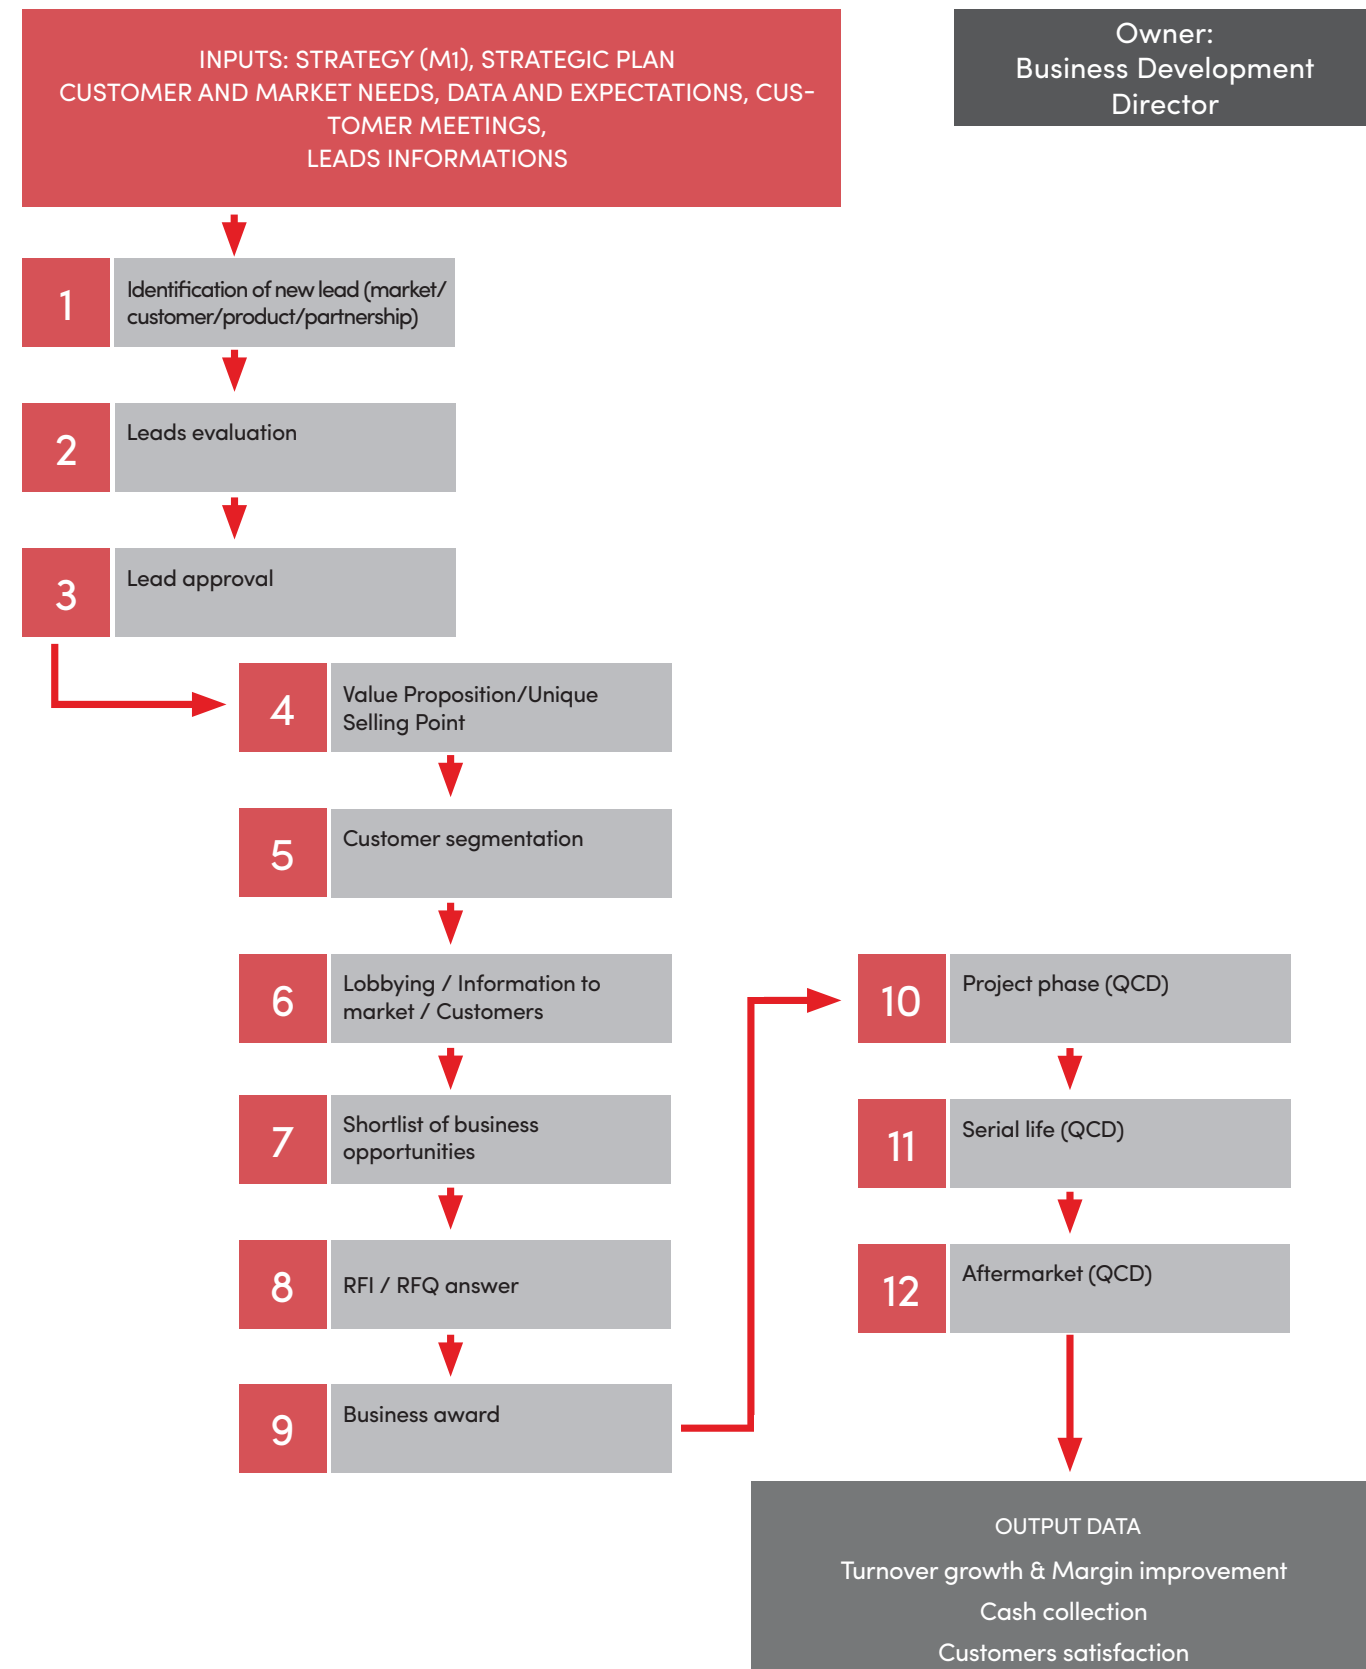 INPUTS: STRATEGY (M1), STRATEGIC PLAN
CUSTOMER AND MARKET NEEDS, DATA AND EXPECTATIONS, CUS-
TOMER MEETINGS,
LEADS INFORMATIONS
Owner:
Business Development
Director
1
Identification of new lead (market/
customer/product/partnership)
2
Leads evaluation
3
Lead approval
4
Value Proposition/Unique
Selling Point
5
Customer segmentation
6
Lobbying / Information to
market / Customers
7
Shortlist of business
opportunities
8
RFI / RFQ answer
9
Business award
10
Project phase (QCD)
11
Serial life (QCD)
12
Aftermarket (QCD)
OUTPUT DATA
Turnover growth & Margin improvement
Cash collection
Customers satisfaction